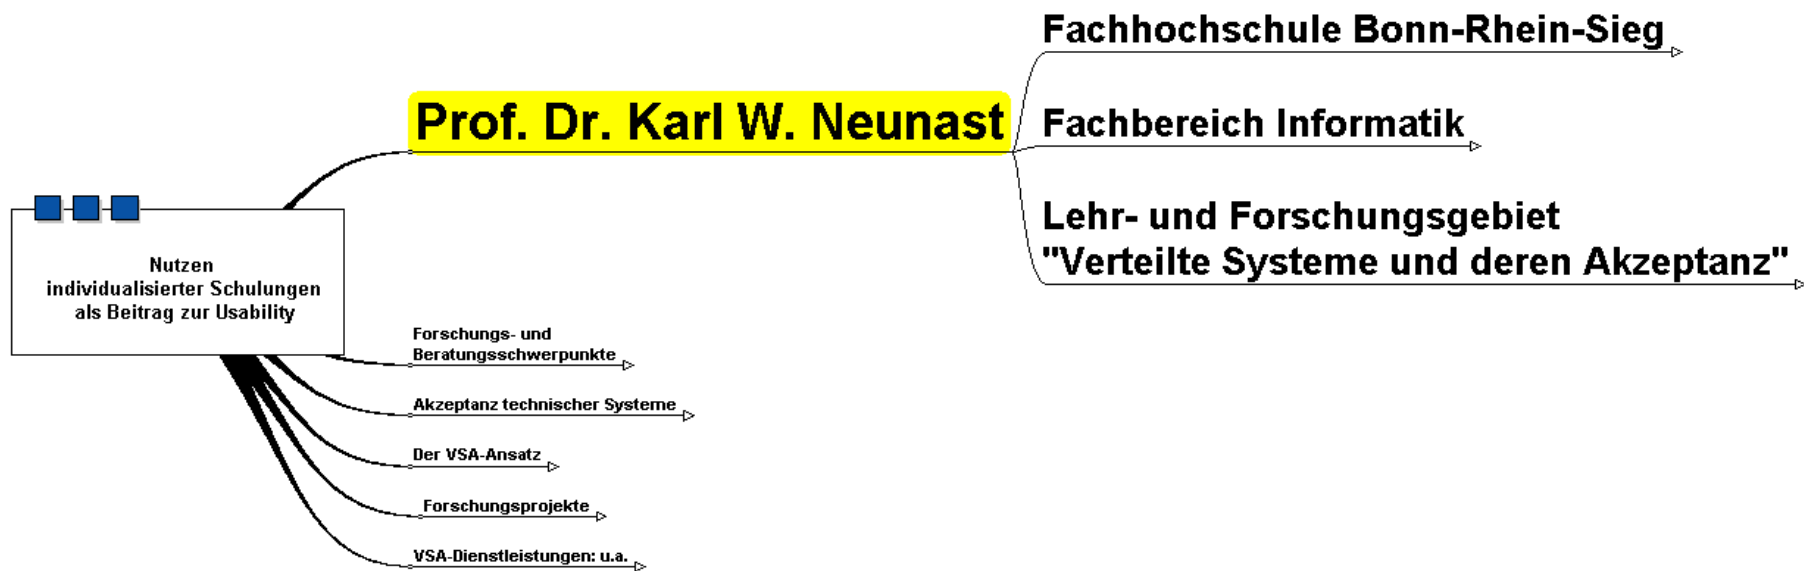 Fachhochschule Bonn-Rhein-Sieg
Prof. Dr. Karl W. Neunast
Fachbereich Informatik
Lehr- und Forschungsgebiet
"Verteilte Systeme und deren Akzeptanz"
Nutzen
individualisierter Schulungen
als Beitrag zur Usability
Forschungs- und
Beratungsschwerpunkte
Akzeptanz technischer Systeme
Der VSA-Ansatz
Forschungsprojekte
VSA-Dienstleistungen: u.a.